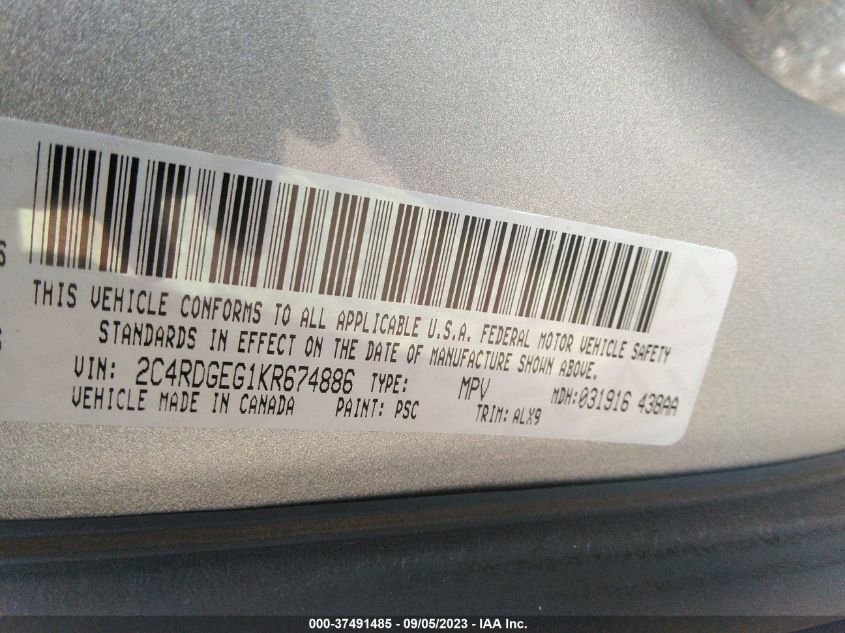 THIS VEHICLE CONFORMS TO ALL APPLICABLE U.S.A. FEDERAL MOTOR VEHICLE SAFETY
STANDARDS IN EFFECT ON THE DATE OF MANUFACTURE SHOWN ABOVE.
VIN: 2C4RDGEG1KR674886 TYPE: MPV MDH:031916 438AA
VEHICLE MADE IN CANADA PAINT: PSC TRIM: ALX9
000-37491485 - 09/05/2023 - IAA Inc.